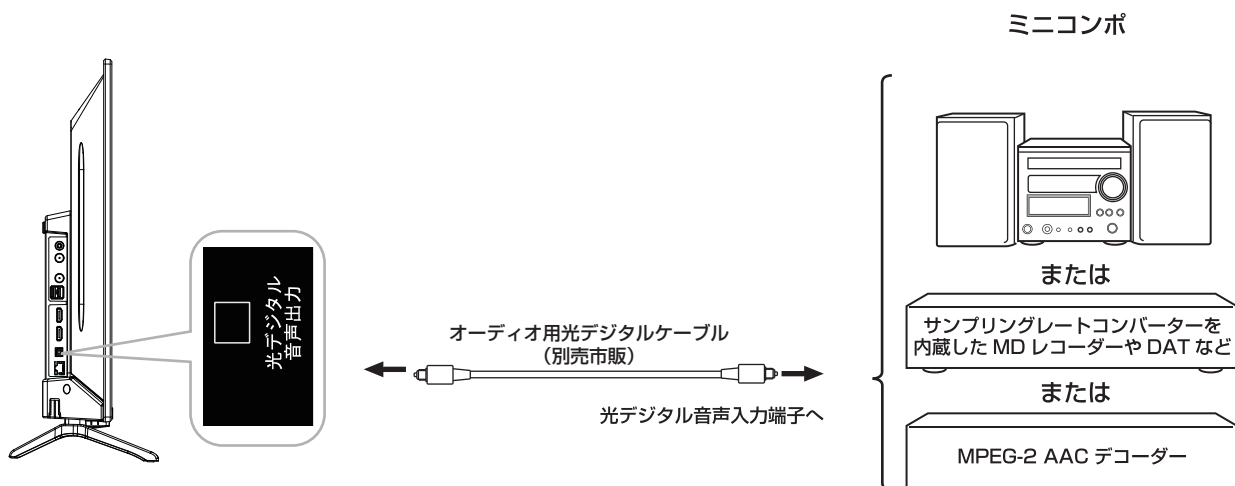 ミニコンポ
光デジタル
音声出力
オーディオ用光デジタルケーブル
（別売市販）
光デジタル音声入力端子へ
または
サンプリングレートコンバーターを
内蔵した MD レコーダーや DAT など
または
MPEG-2 AAC デコーダー